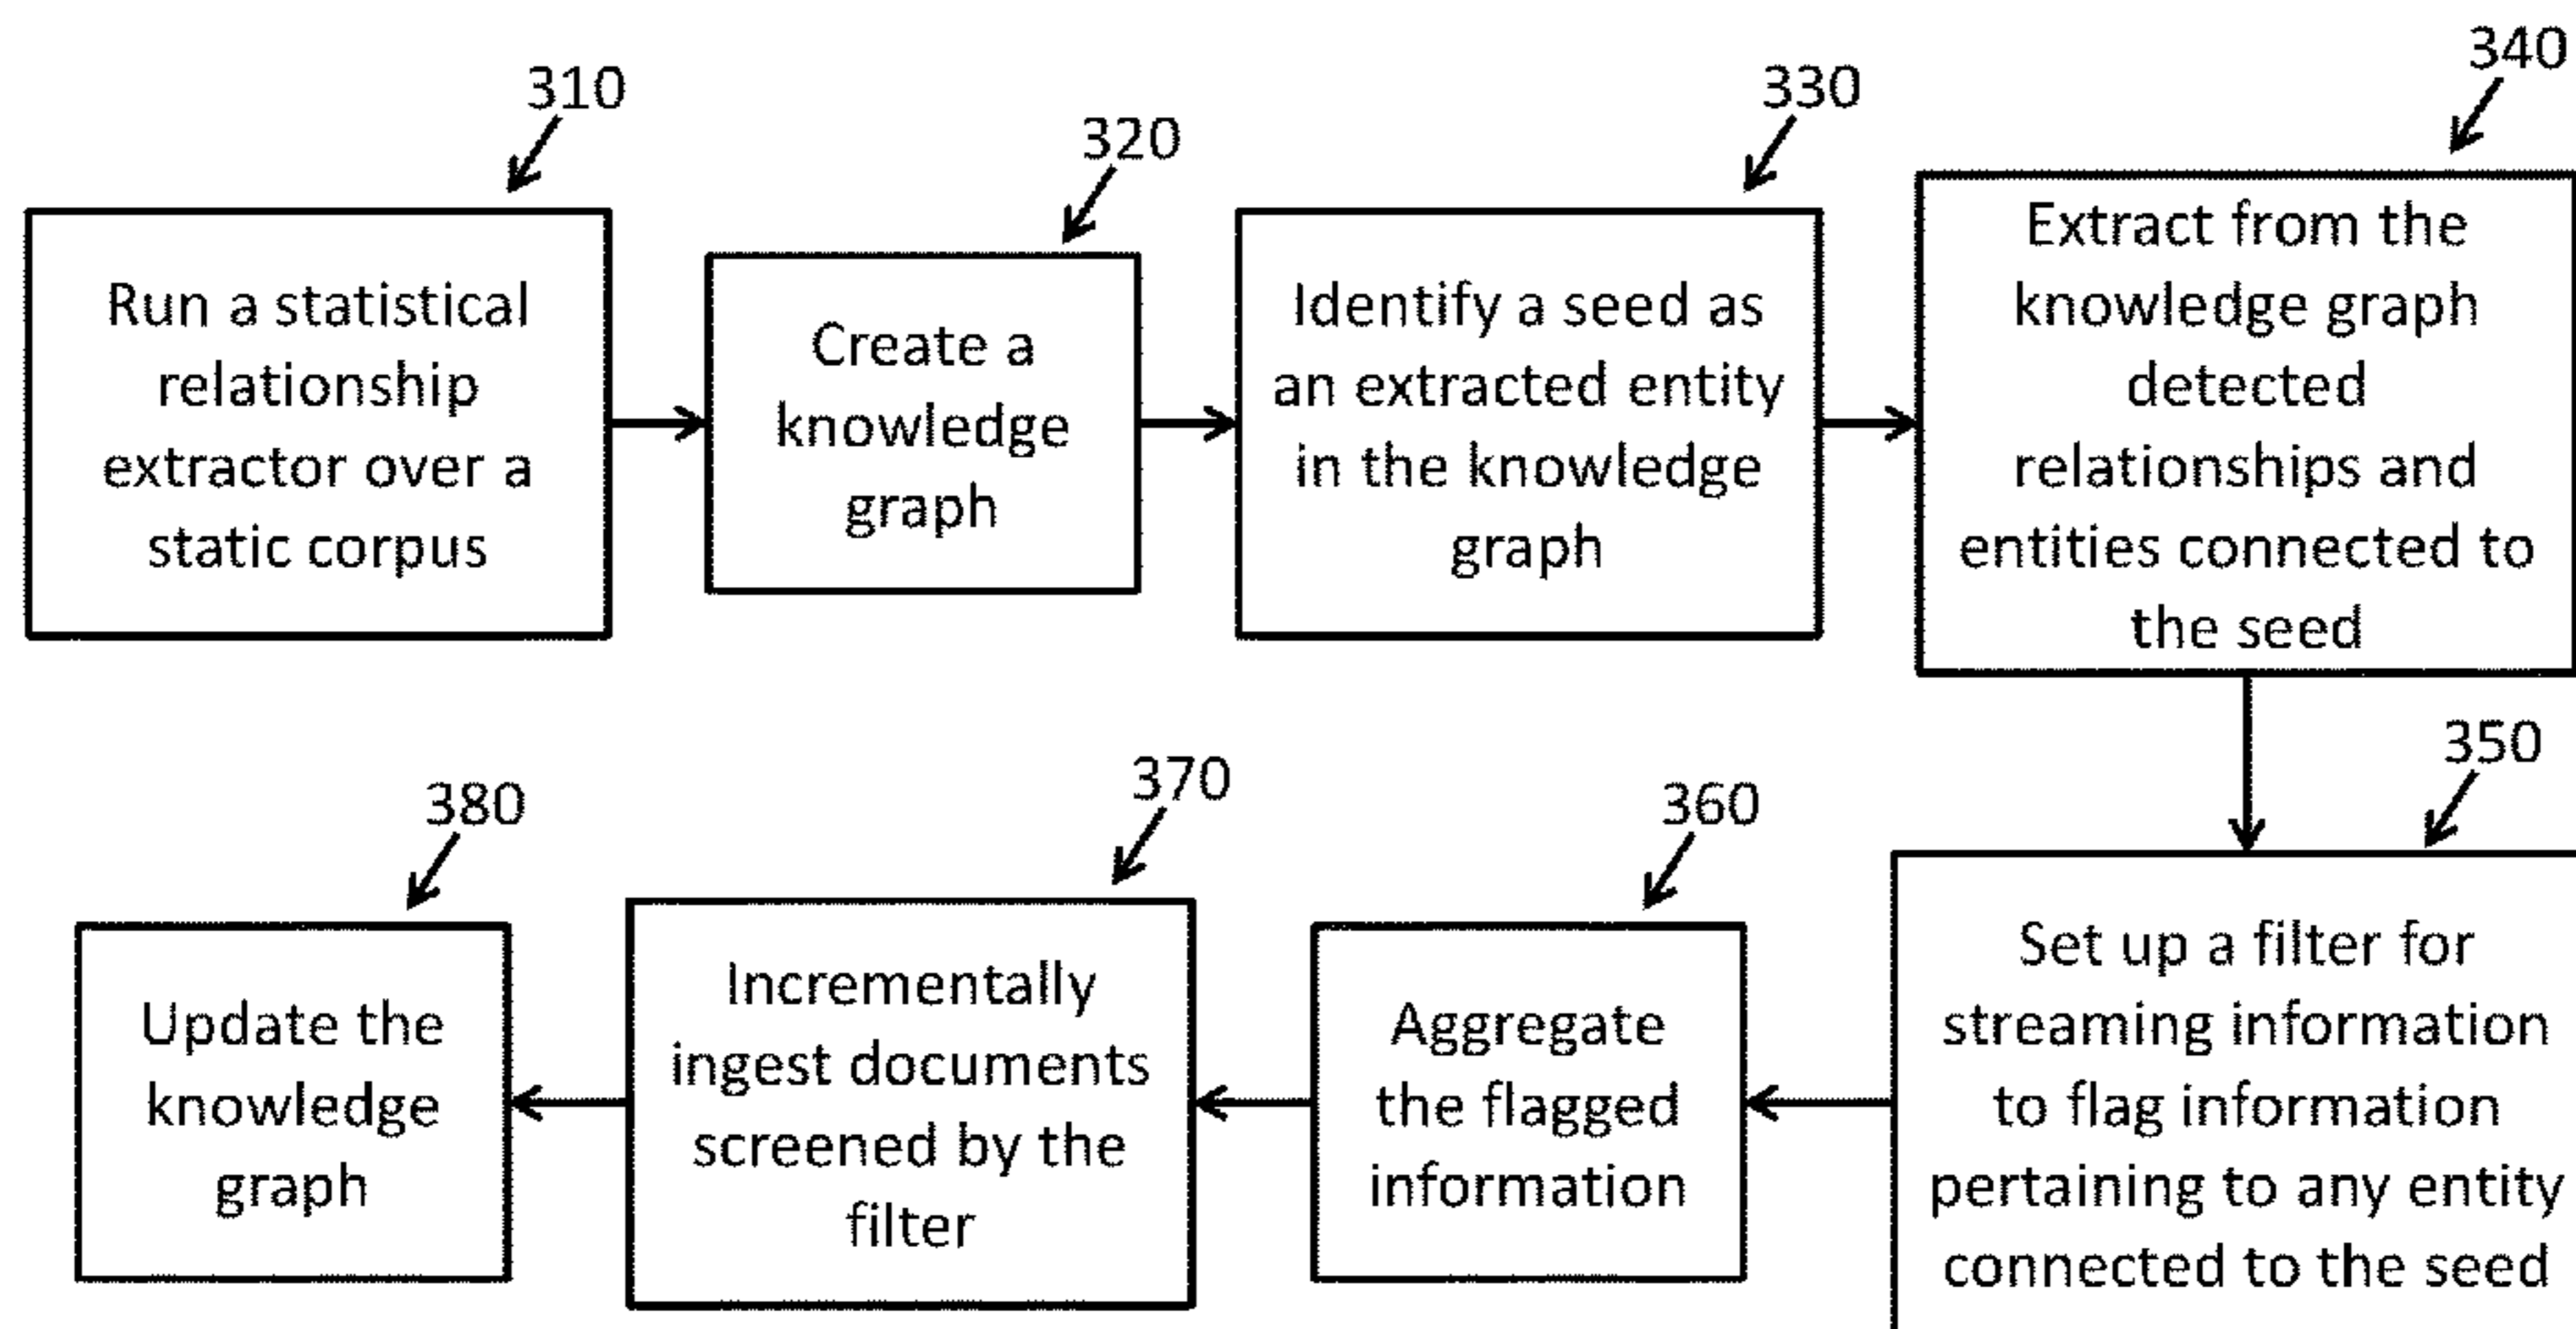 310
Run a statistical
relationship
extractor over a
static corpus
320
Create a
knowledge
graph
330
Identify a seed as
an extracted entity
in the knowledge
graph
340
Extract from the
knowledge graph
detected
relationships and
entities connected to
the seed
350
Set up a filter for
streaming information
to flag information
pertaining to any entity
connected to the seed
360
Aggregate
the flagged
information
370
Incrementally
ingest documents
screened by the
filter
380
Update the
knowledge
graph